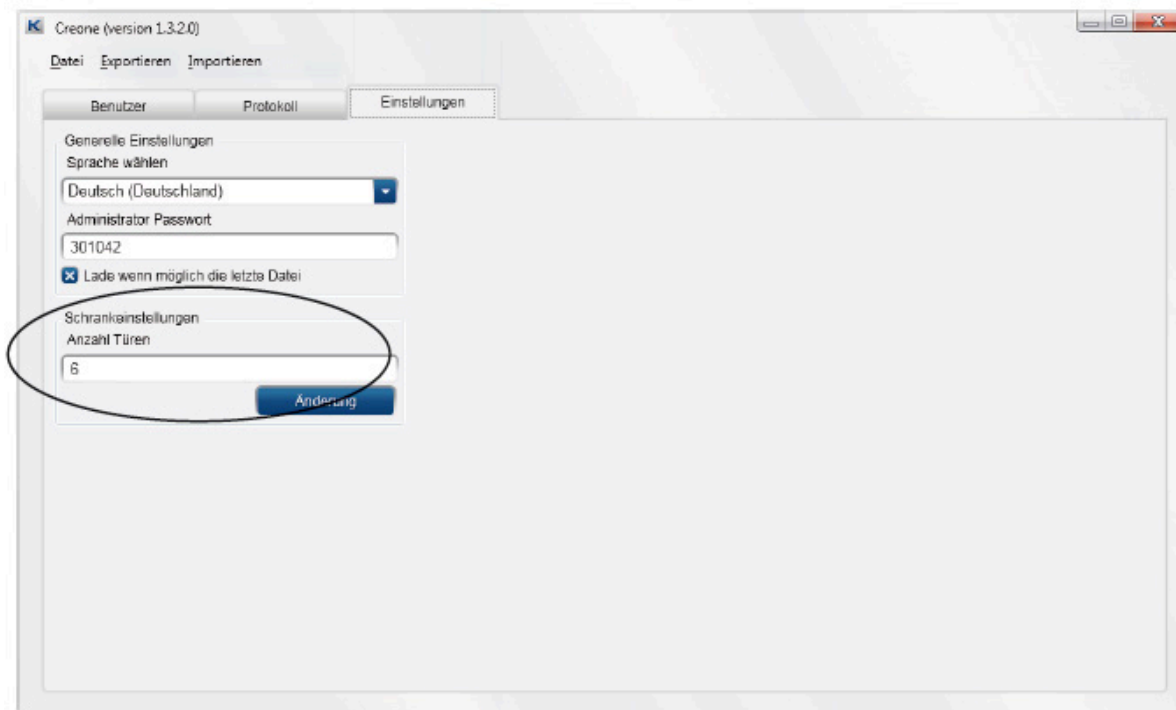 Creone (version 1.3.2.0)
Datei Exportieren Importieren
Benutzer Protokoll Einstellungen
Generelle Einstellungen
Sprache wählen
Deutsch (Deutschland)
Administrator Passwort
301042
Lade wenn möglich die letzte Datei
Schrankeinstellungen
Anzahl Türen
6
Änderung